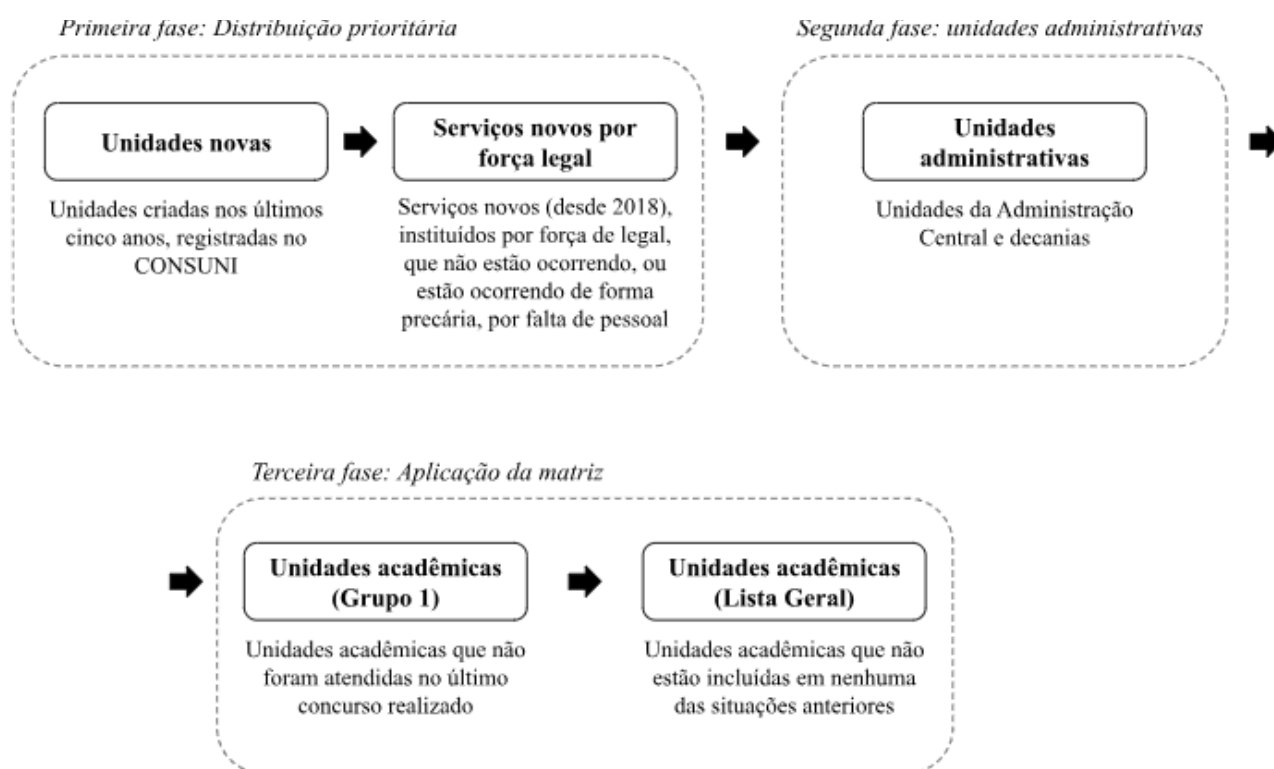 Primeira fase: Distribuição prioritária
Segunda fase: unidades administrativas
Unidades novas
Unidades criadas nos últimos
cinco anos, registradas no
CONSUNI
Serviços novos por
força legal
Serviços novos (desde 2018),
instituídos por força de legal,
que não estão ocorrendo, ou
estão ocorrendo de forma
precária, por falta de pessoal
Unidades
administrativas
Unidades da Administração
Central e decanias
Terceira fase: Aplicação da matriz
Unidades acadêmicas
(Grupo 1)
Unidades acadêmicas que não
foram atendidas no último
concurso realizado
Unidades acadêmicas
(Lista Geral)
Unidades acadêmicas que não
estão incluídas em nenhuma
das situações anteriores